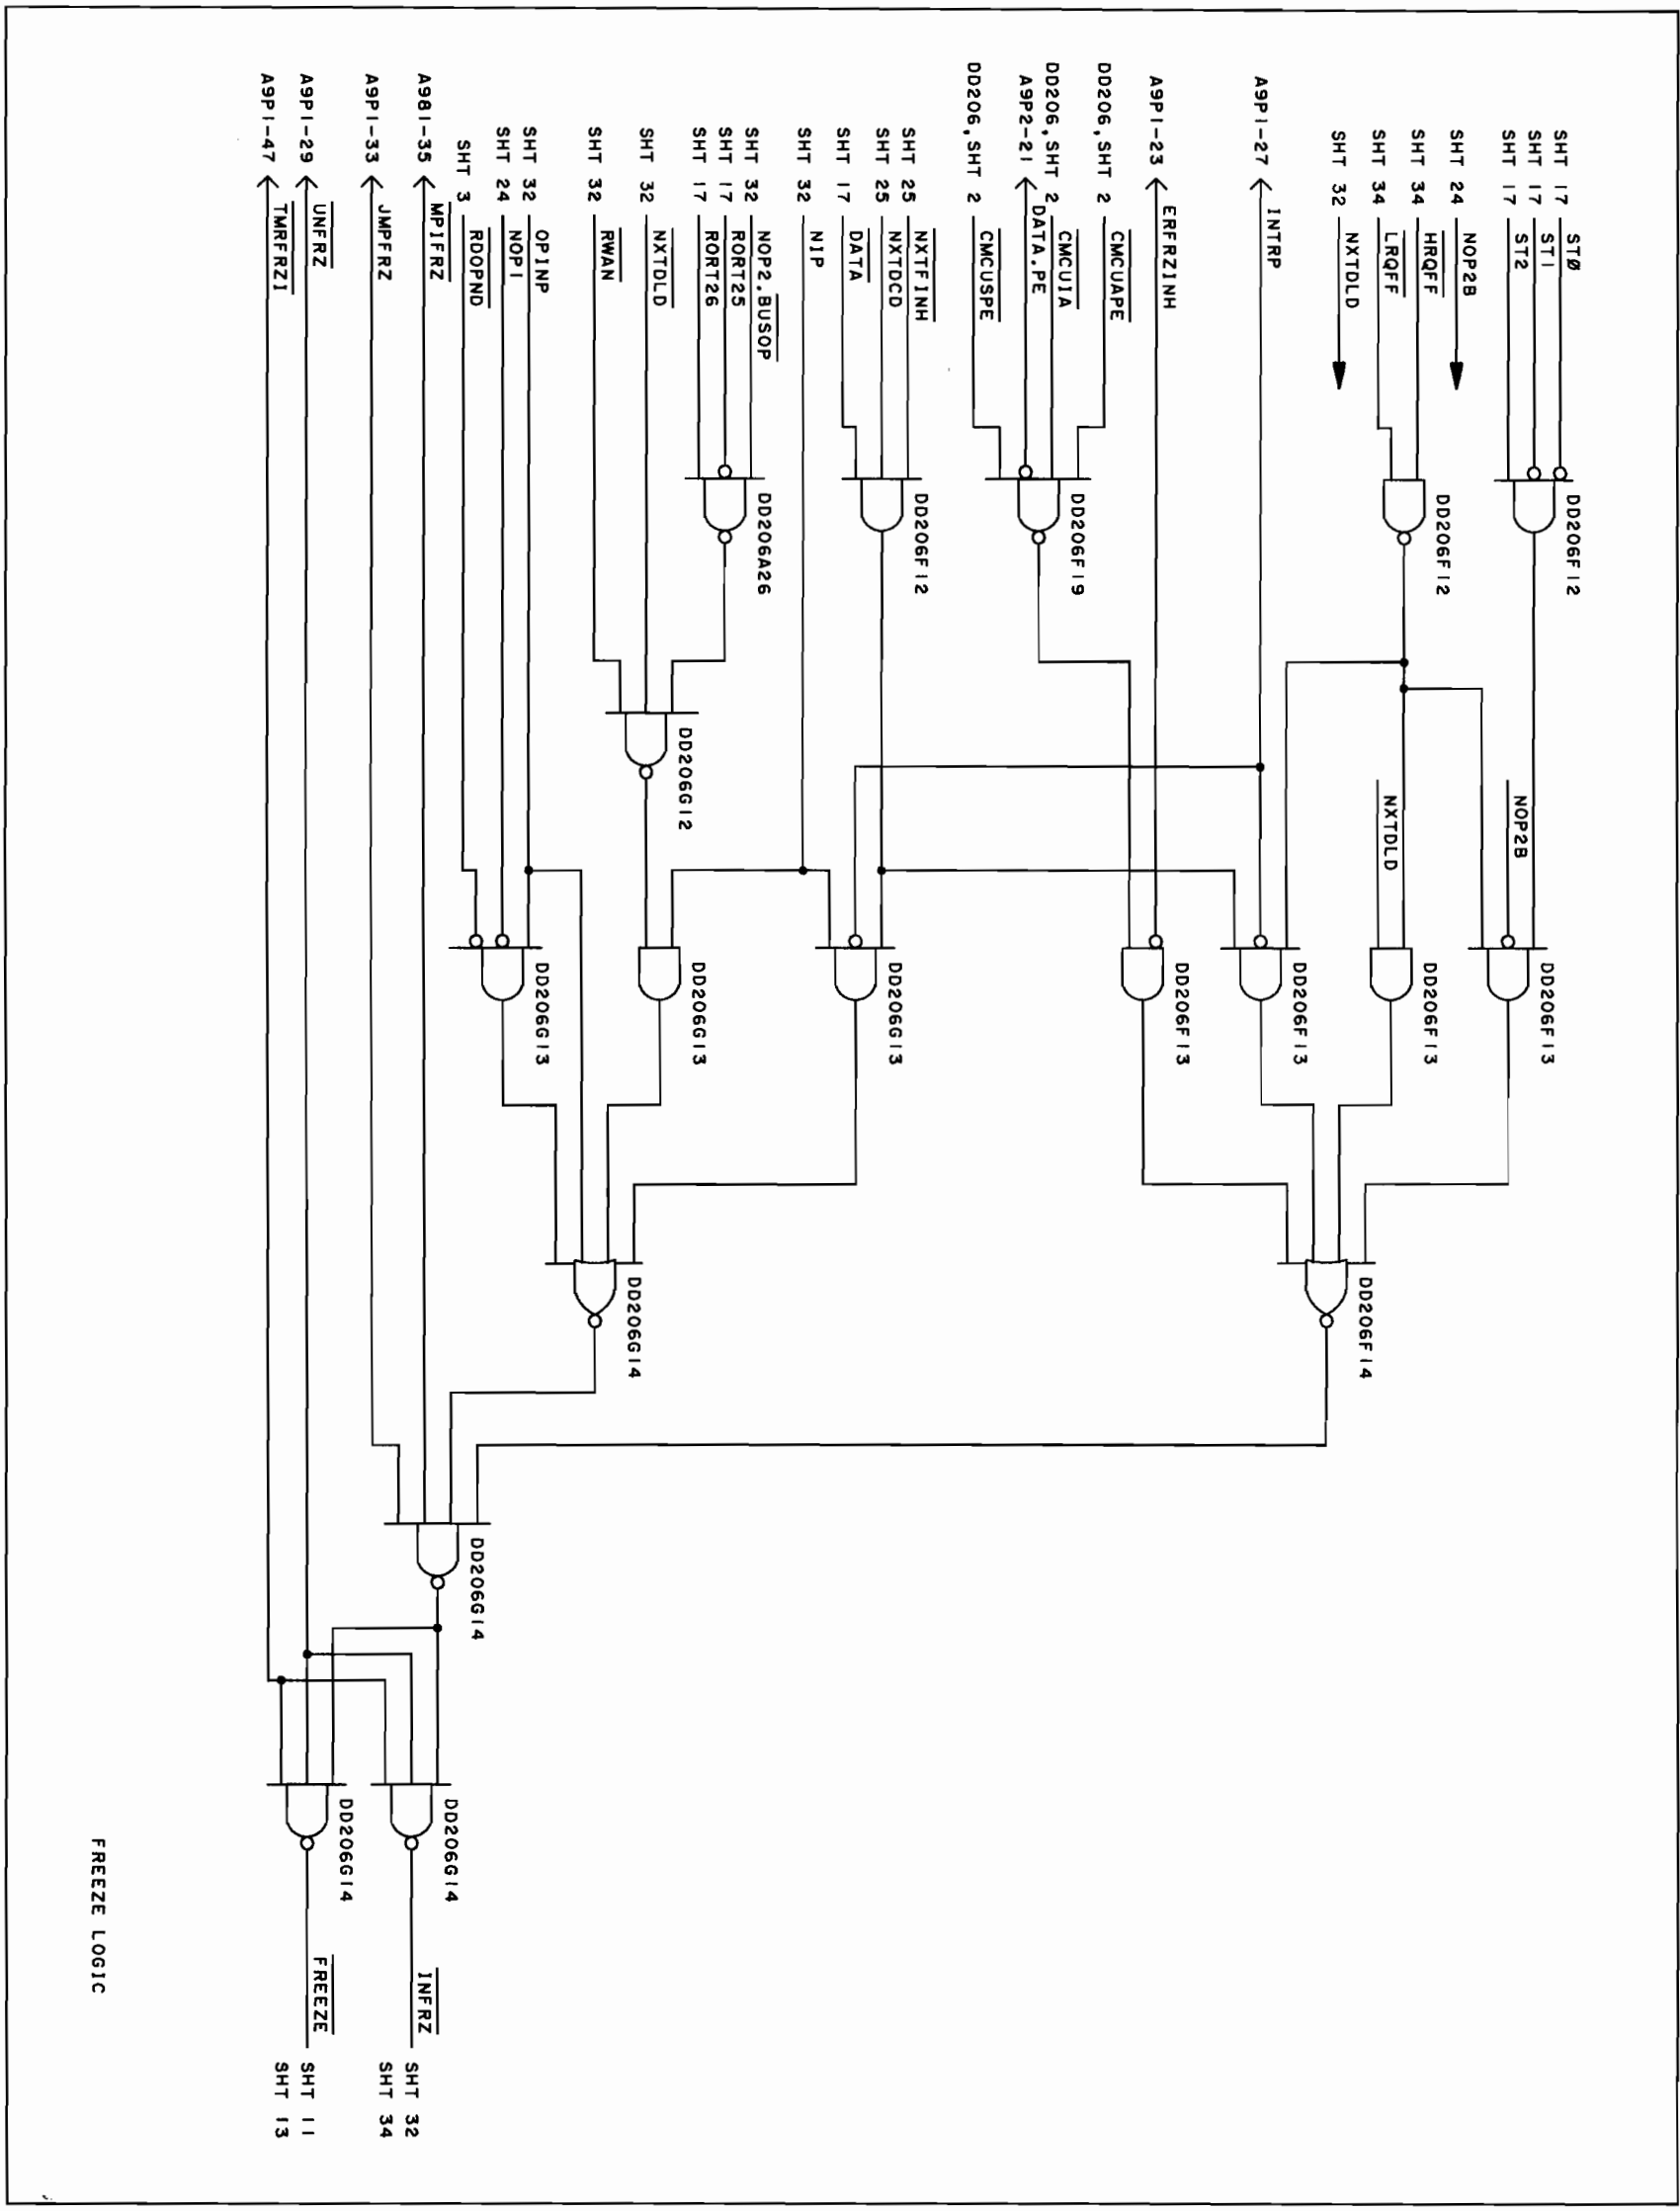 SHT 17 STØ
SHT 17 ST1
SHT 17 ST2
DD206F12
SHT 24 NOP2B
NOP2B
DD206F13
SHT 34 HRQFF
SHT 34 LRQFF
DD206F12
SHT 32 NXTDLD
NXTDLD
DD206F13
A9P1-27 INTRP
DD206F13
DD206F14
A9P1-23 ERFRZINH
DD206F13
DD206,SHT 2 CMCUAPE
DD206,SHT 2 CMCUIA
A9P2-21 DATA.PE
DD206,SHT 2 CMCUSPE
DD206F19
SHT 25 NXTFINH
SHT 25 NXTDCD
SHT 17 DATA
DD206F12
DD206G13
SHT 32 NIP
SHT 32 NOP2.BUSOP
SHT 17 RORT25
SHT 17 RORT26
DD206A26
SHT 32 NXTDLD
SHT 32 RWAN
DD206G12
DD206G13
DD206G14
SHT 32 OPINP
SHT 24 NOP1
SHT 3 RDOPND
DD206G13
A981-35 MPIFRZ
A9P1-33 JMPFRZ
DD206G14
A9P1-29 UNFRZ
A9P1-47 TMRFRZ1
DD206G14
INFRZ SHT 32
SHT 34
DD206G14
FREEZE SHT 11
SHT 13
FREEZE LOGIC